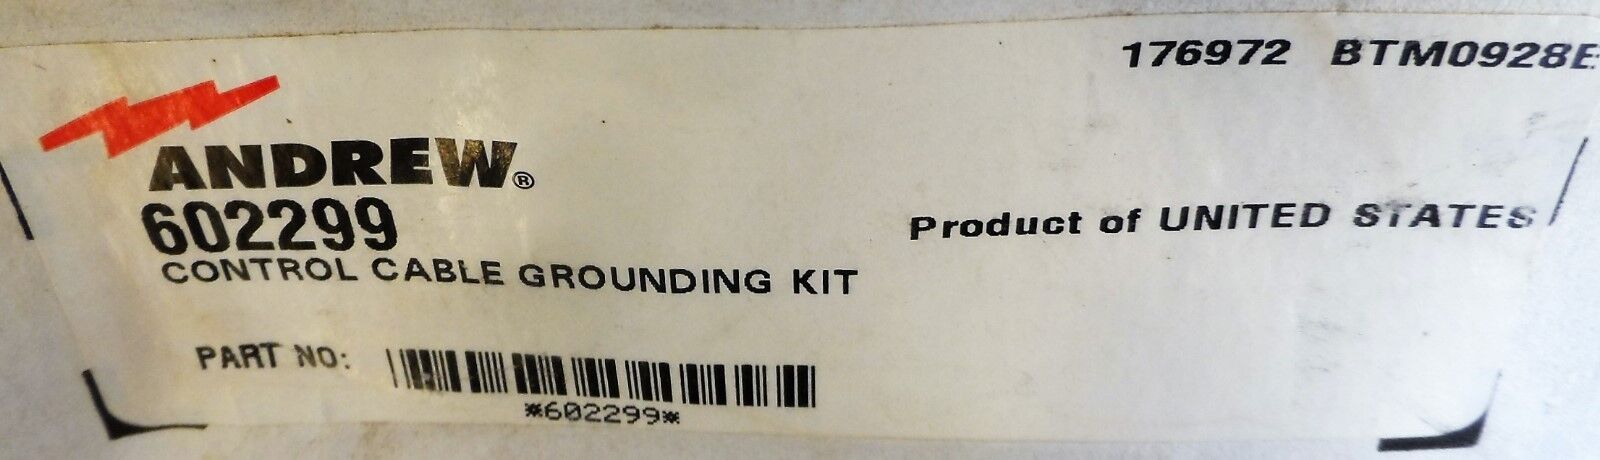 176972 BTM0928E
ANDREW®
602299
CONTROL CABLE GROUNDING KIT
Product of UNITED STATES
PART NO:
*602299*